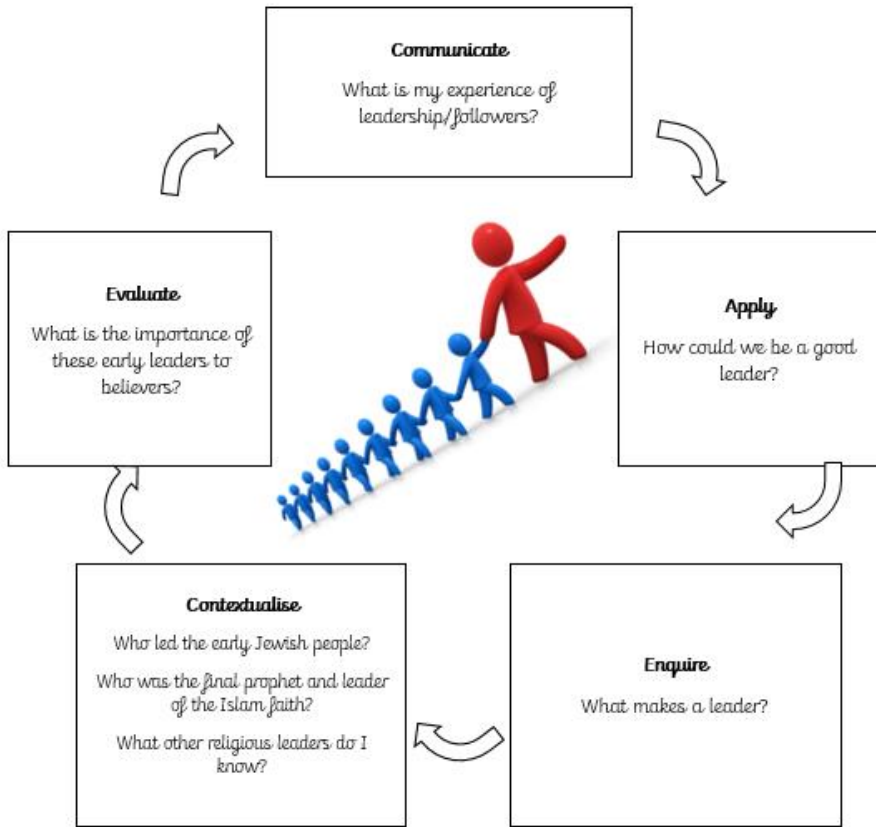 Communicate
What is my experience of
leadership/followers?
Apply
How could we be a good
leader?
Enquire
What makes a leader?
Contextualise
Who led the early Jewish people?
Who was the final prophet and leader
of the Islam faith?
What other religious leaders do I
know?
Evaluate
What is the importance of
these early leaders to
believers?